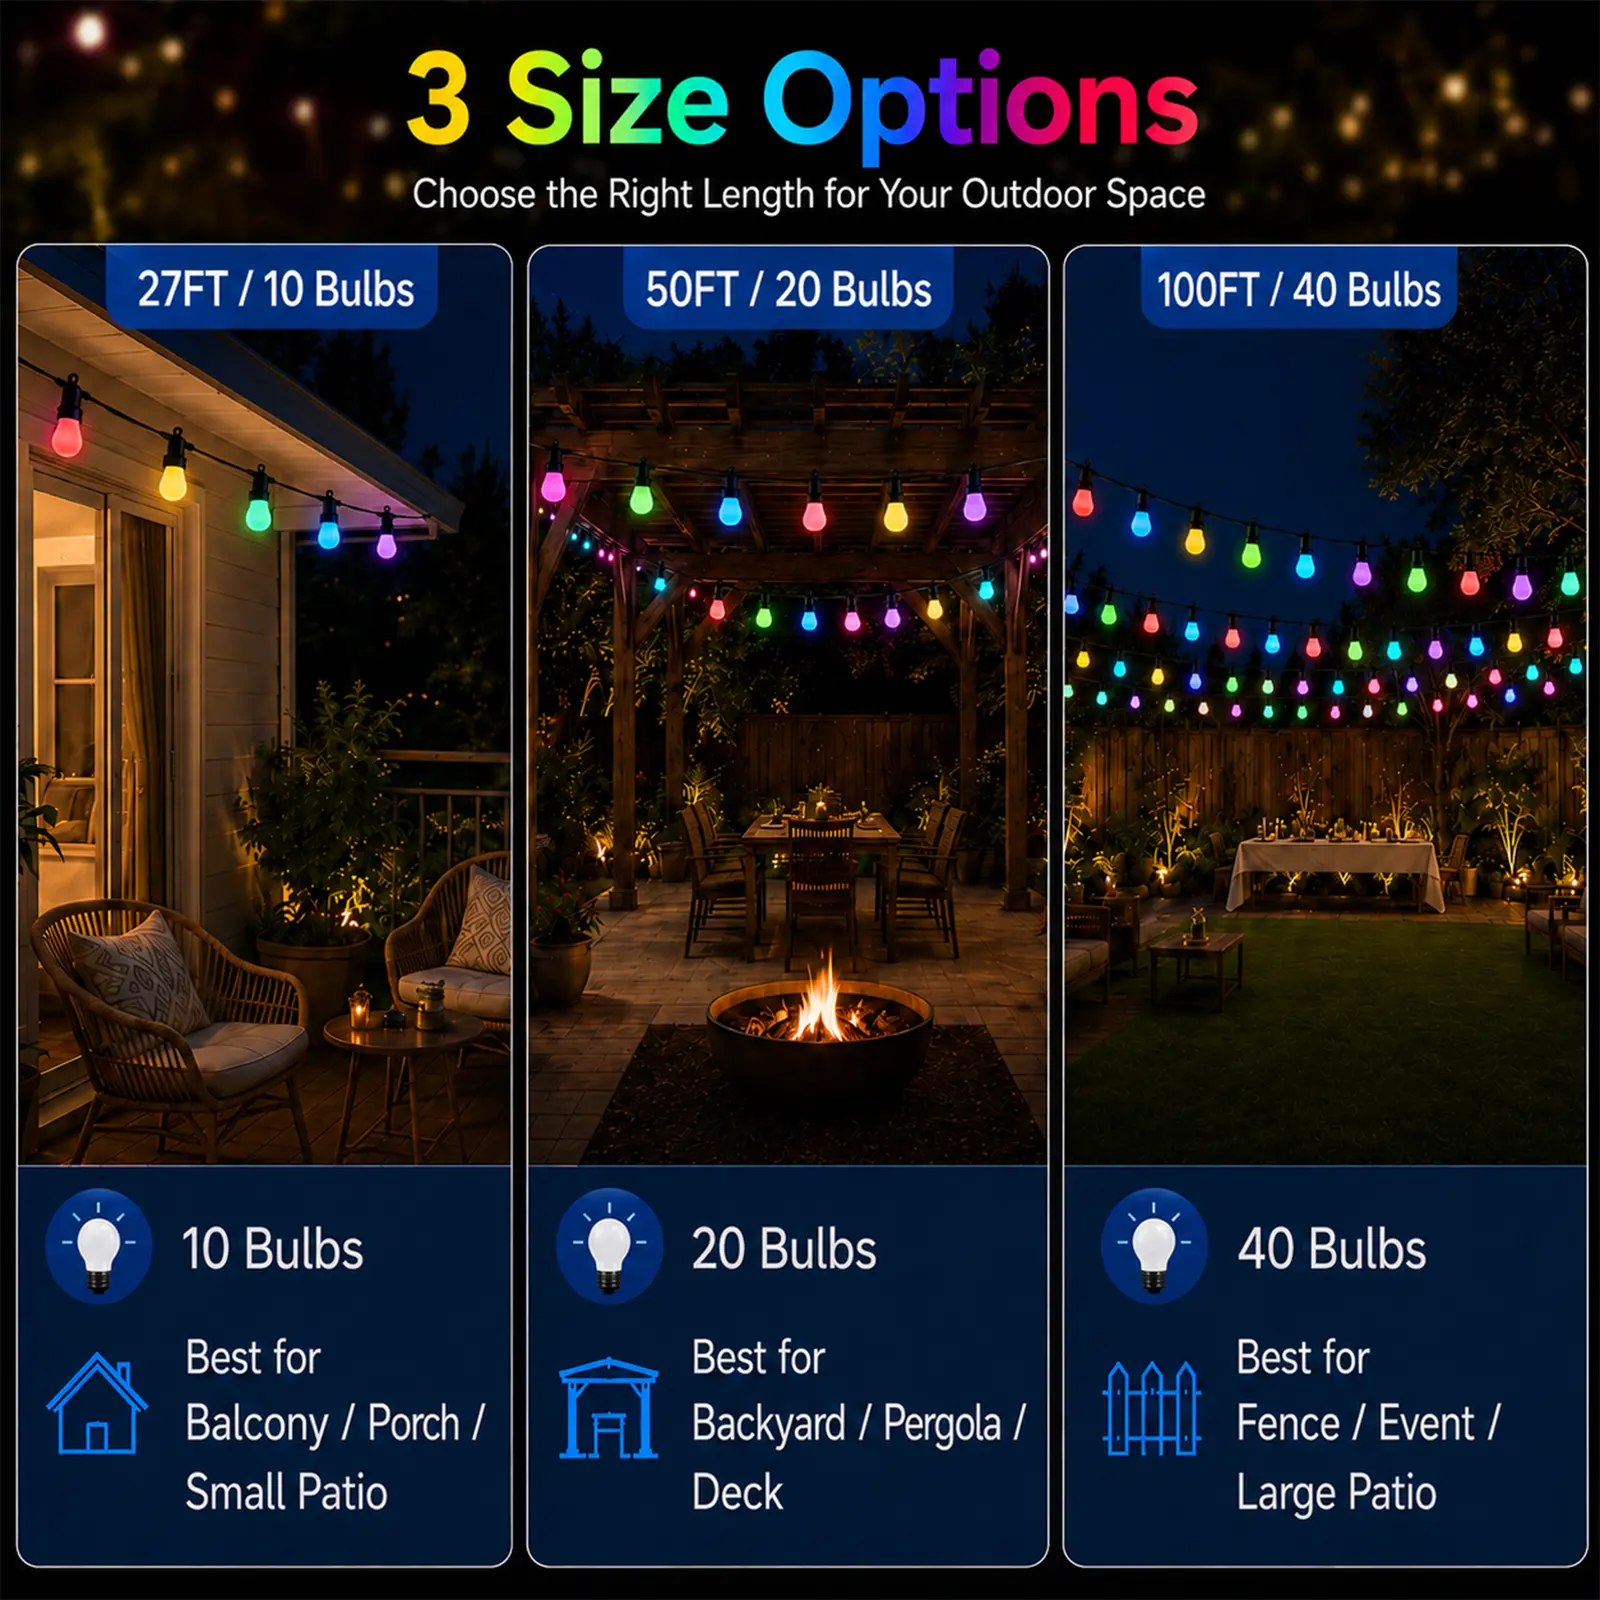 3 Size Options
Choose the Right Length for Your Outdoor Space
27FT / 10 Bulbs
10 Bulbs
Best for
Balcony / Porch /
Small Patio
50FT / 20 Bulbs
20 Bulbs
Best for
Backyard / Pergola /
Deck
100FT / 40 Bulbs
40 Bulbs
Best for
Fence / Event /
Large Patio